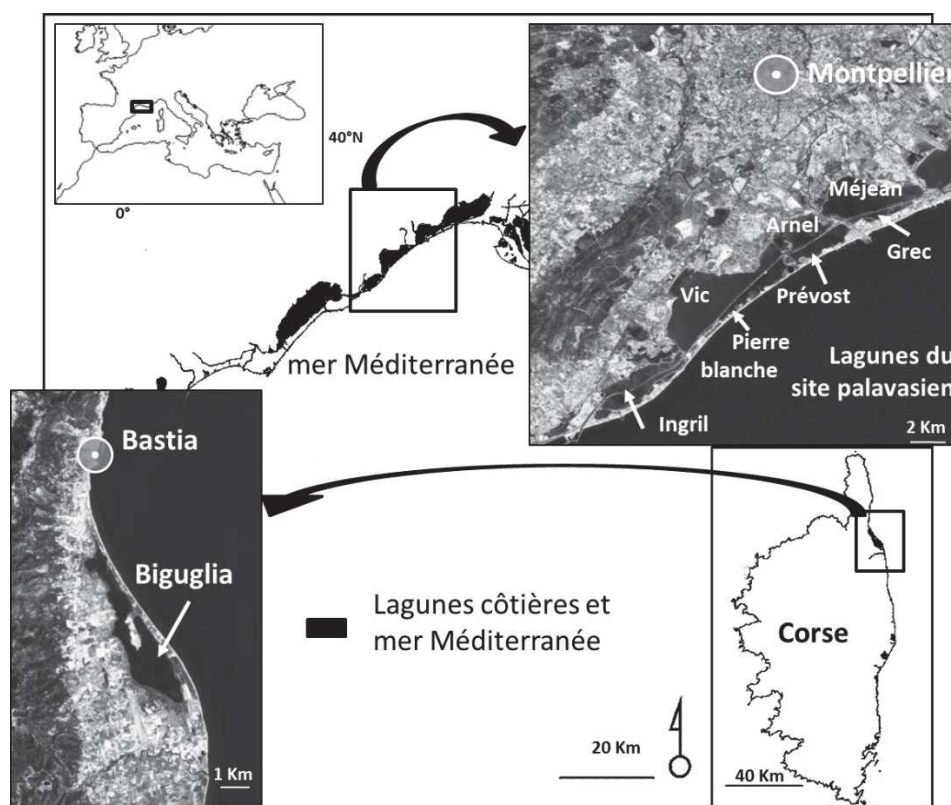 40°N
0°
Montpellier
Méjean
Arnel
Grec
Vic
Prévost
Pierre
blanche
Lagunes du
site palavasien
Ingril
2 Km
mer Méditerranée
Bastia
Biguglia
1 Km
Lagunes côtières et
mer Méditerranée
20 Km
Corse
40 Km